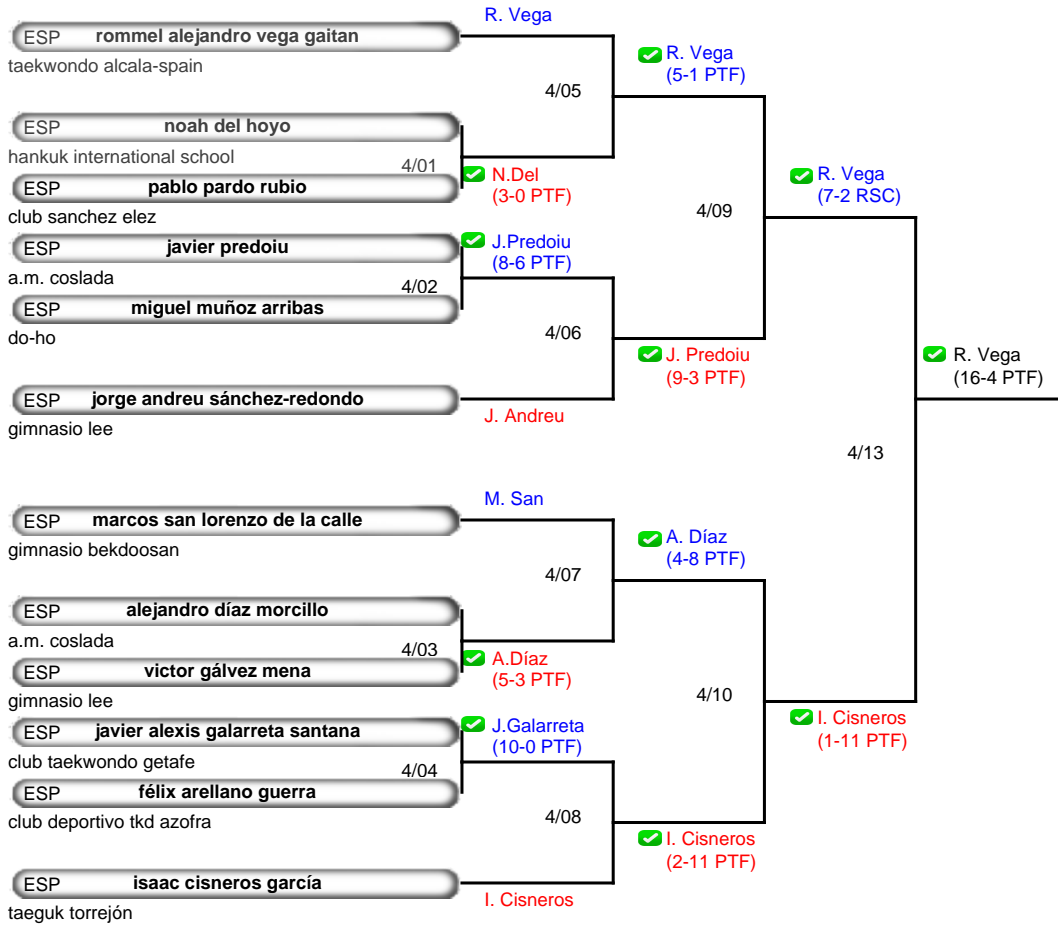 R. Vega
ESP rommel alejandro vega gaitan
taekwondo alcala-spain
R. Vega
(5-1 PTF)
4/05
ESP noah del hoyo
hankuk international school
4/01
N.Del
(3-0 PTF)
ESP pablo pardo rubio
club sanchez elez
R. Vega
(7-2 RSC)
4/09
ESP javier predoiu
a.m. coslada
J.Predoiu
(8-6 PTF)
4/02
ESP miguel muñoz arribas
do-ho
4/06
J. Predoiu
(9-3 PTF)
R. Vega
(16-4 PTF)
ESP jorge andreu sánchez-redondo
gimnasio lee
J. Andreu
4/13
M. San
ESP marcos san lorenzo de la calle
gimnasio bekdoosan
A. Díaz
(4-8 PTF)
4/07
ESP alejandro díaz morcillo
a.m. coslada
4/03
A.Díaz
(5-3 PTF)
ESP victor gálvez mena
gimnasio lee
4/10
I. Cisneros
(1-11 PTF)
ESP javier alexis galarreta santana
club taekwondo getafe
J.Galarreta
(10-0 PTF)
4/04
ESP félix arellano guerra
club deportivo tkd azofra
4/08
I. Cisneros
(2-11 PTF)
ESP isaac cisneros garcía
taeguk torrejón
I. Cisneros